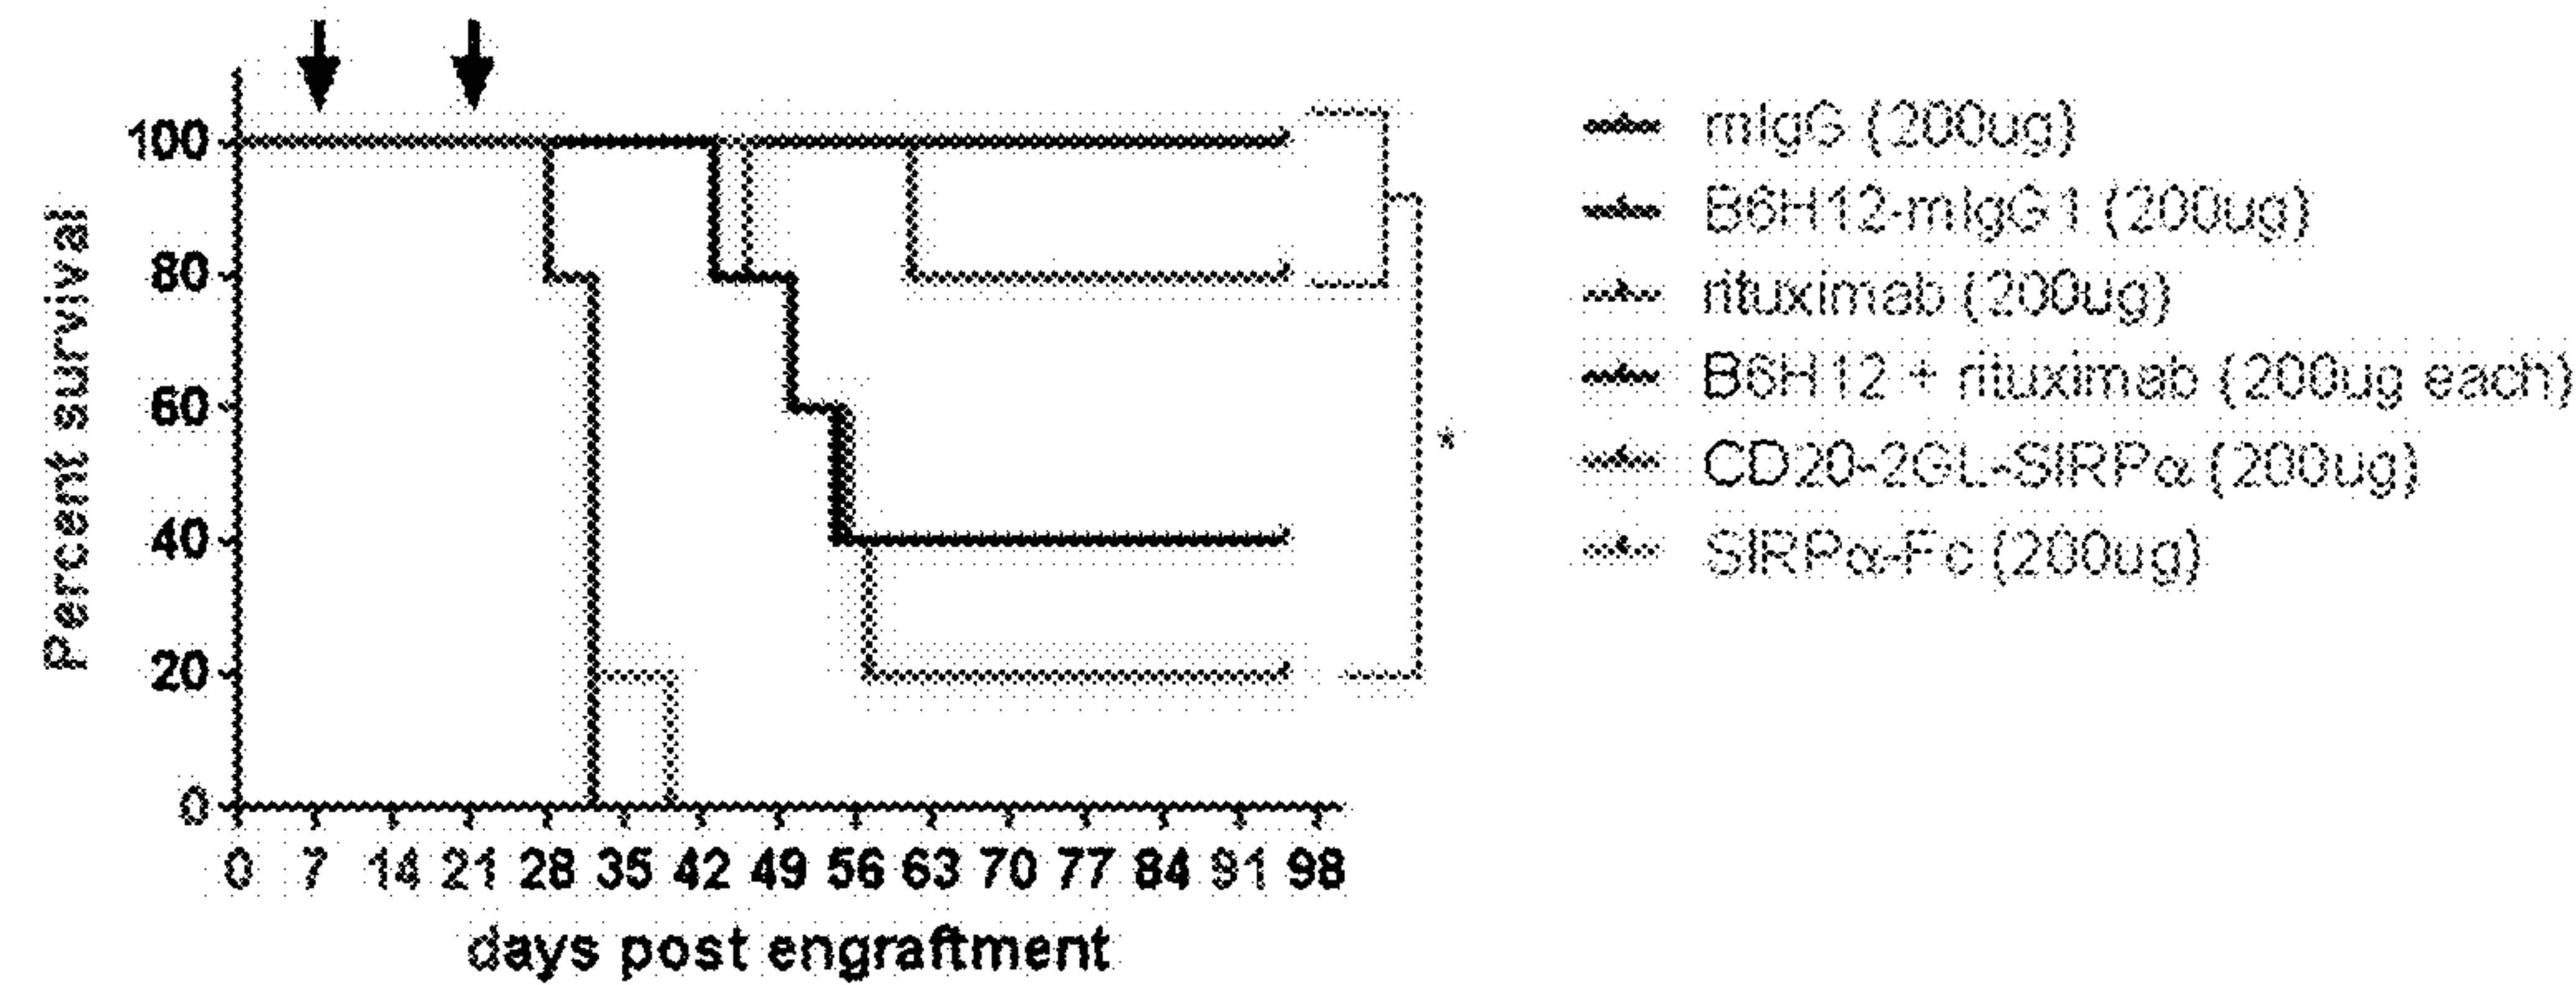 Percent survival
100
80
60
40
20
0
0 7 14 21 28 35 42 49 56 63 70 77 84 91 98
days post engraftment
*
mIgG (200ug)
B6H12-mIgG1 (200ug)
rituximab (200ug)
B6H12 + rituximab (200ug each)
CD20-2GL-SIRPα (200ug)
SIRPα-Fc (200ug)